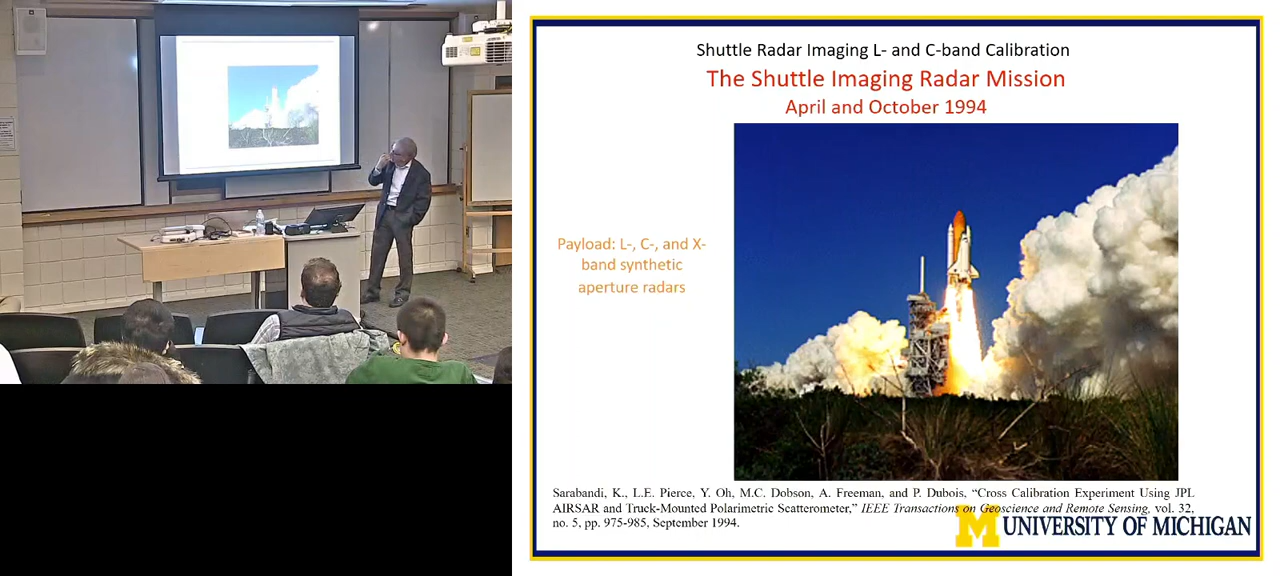 Shuttle Radar Imaging L- and C-band Calibration
The Shuttle Imaging Radar Mission
April and October 1994
Payload: L-, C-, and X-
band synthetic
aperture radars
Sarabandi, K., L.E. Pierce, Y. Oh, M.C. Dobson, A. Freeman, and P. Dubois, “Cross Calibration Experiment Using JPL
AIRSAR and Truck-Mounted Polarimetric Scatterometer,” IEEE Transactions on Geoscience and Remote Sensing, vol. 32,
no. 5, pp. 975-985, September 1994.
M UNIVERSITY OF MICHIGAN